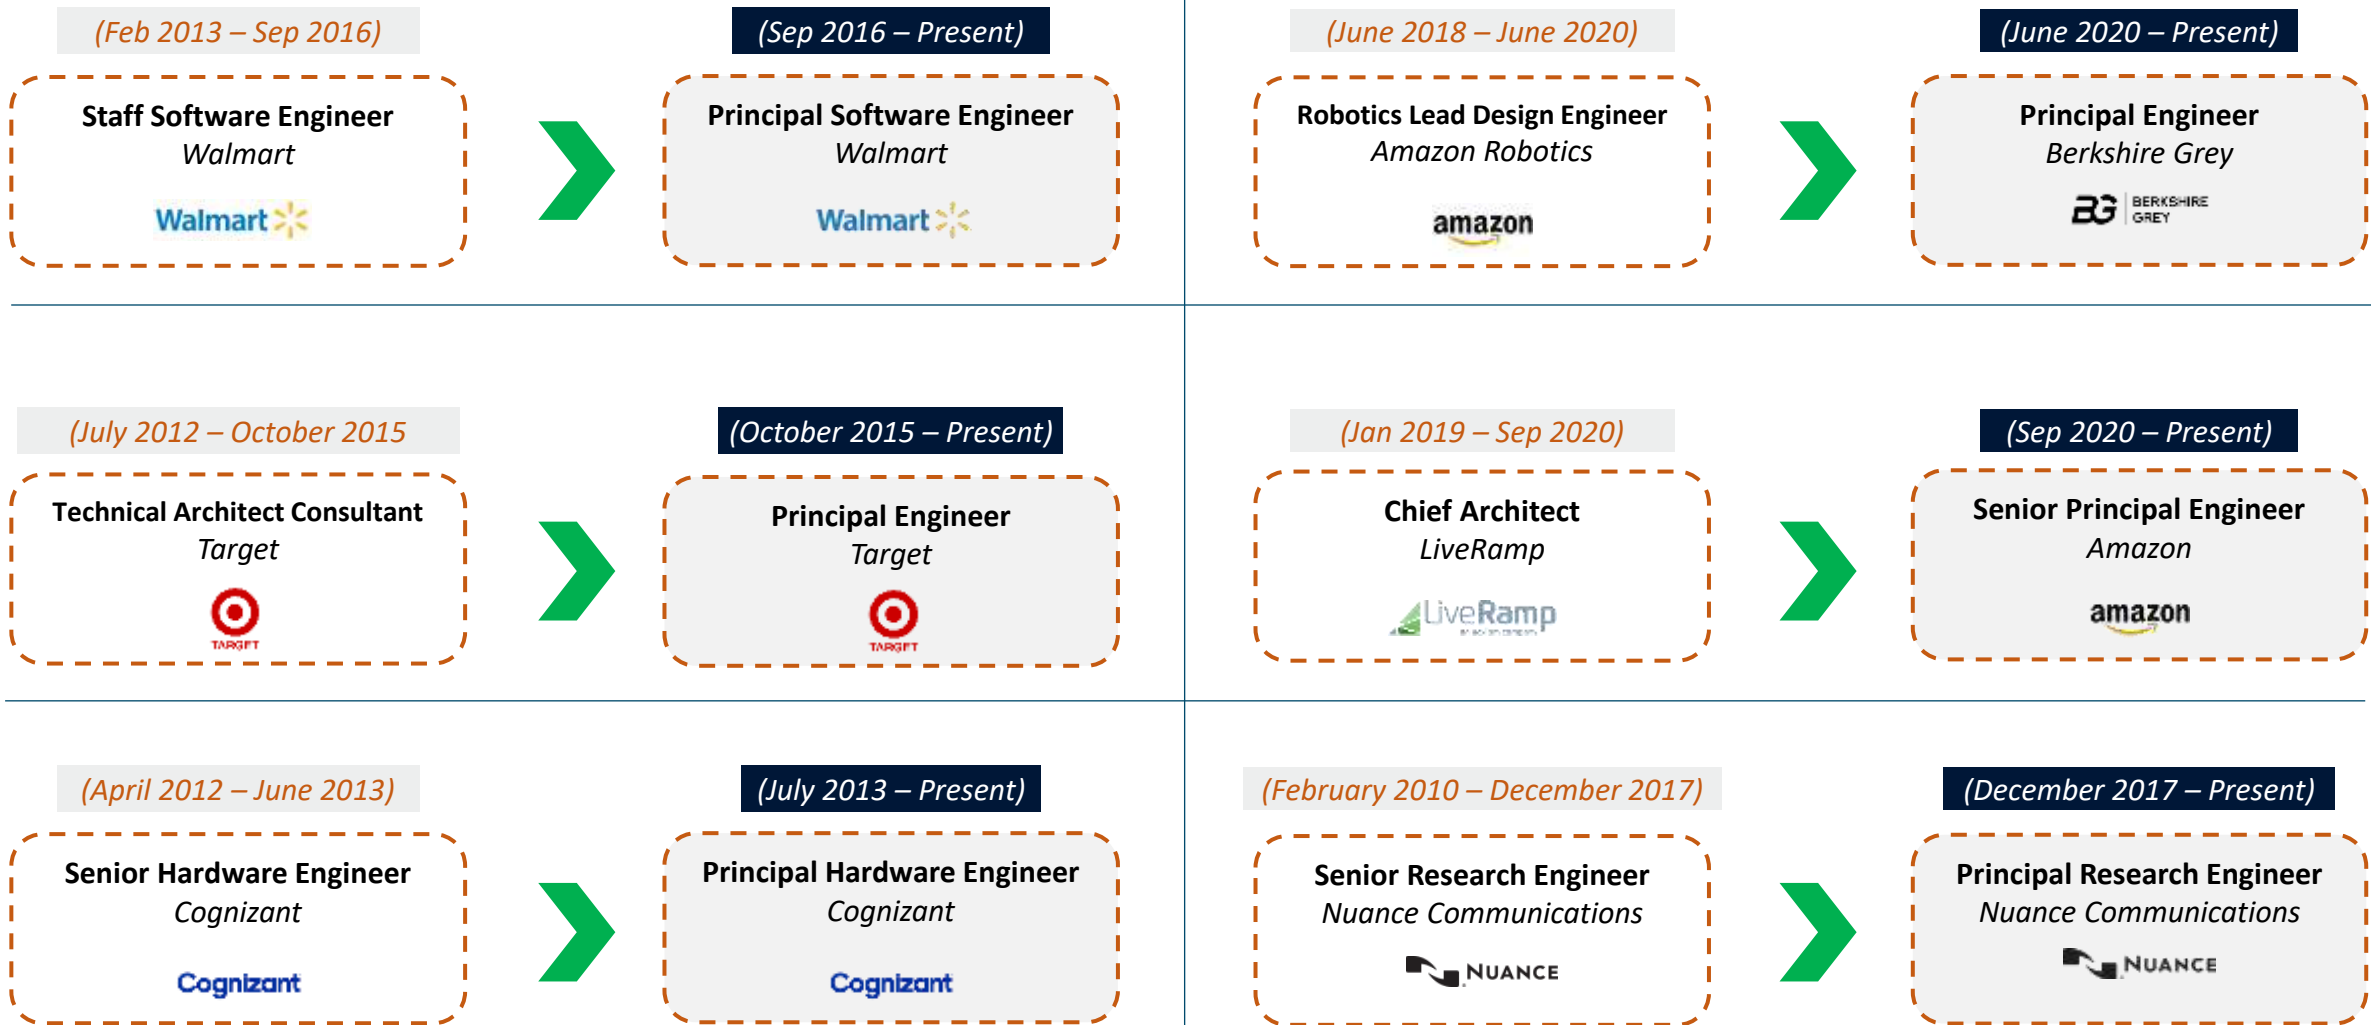 (Feb 2013 – Sep 2016)
Staff Software Engineer
Walmart
Walmart
(Sep 2016 – Present)
Principal Software Engineer
Walmart
Walmart
(June 2018 – June 2020)
Robotics Lead Design Engineer
Amazon Robotics
amazon
(June 2020 – Present)
Principal Engineer
Berkshire Grey
BG BERKSHIRE
GREY
(July 2012 – October 2015
Technical Architect Consultant
Target
TARGET
(October 2015 – Present)
Principal Engineer
Target
TARGET
(Jan 2019 – Sep 2020)
Chief Architect
LiveRamp
LiveRamp
(Sep 2020 – Present)
Senior Principal Engineer
Amazon
amazon
(April 2012 – June 2013)
Senior Hardware Engineer
Cognizant
Cognizant
(July 2013 – Present)
Principal Hardware Engineer
Cognizant
Cognizant
(February 2010 – December 2017)
Senior Research Engineer
Nuance Communications
NUANCE
(December 2017 – Present)
Principal Research Engineer
Nuance Communications
NUANCE